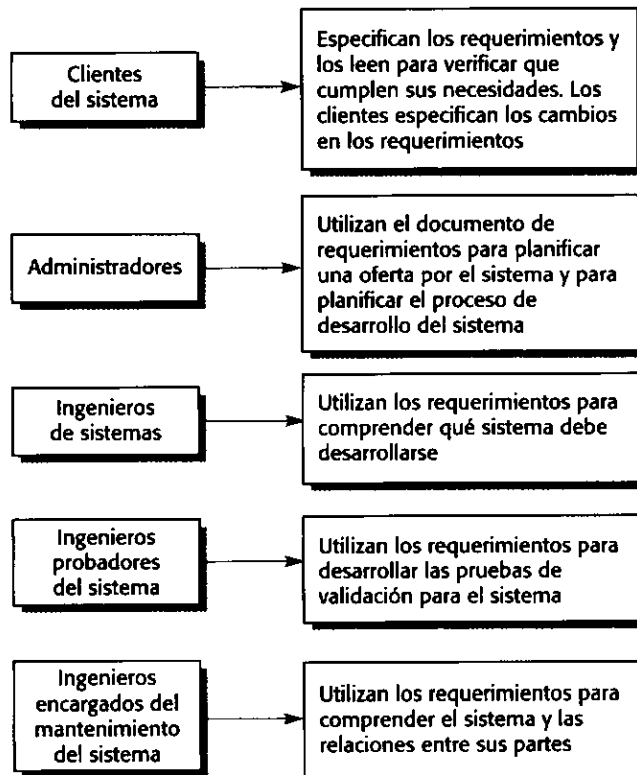 Clientes
del sistema
Especifican los requerimientos y
los leen para verificar que
cumplen sus necesidades. Los
clientes especifican los cambios
en los requerimientos
Administradores
Utilizan el documento de
requerimientos para planificar
una oferta por el sistema y para
planificar el proceso de
desarrollo del sistema
Ingenieros
de sistemas
Utilizan los requerimientos para
comprender qué sistema debe
desarrollarse
Ingenieros
probadores
del sistema
Utilizan los requerimientos para
desarrollar las pruebas de
validación para el sistema
Ingenieros
encargados del
mantenimiento
del sistema
Utilizan los requerimientos para
comprender el sistema y las
relaciones entre sus partes